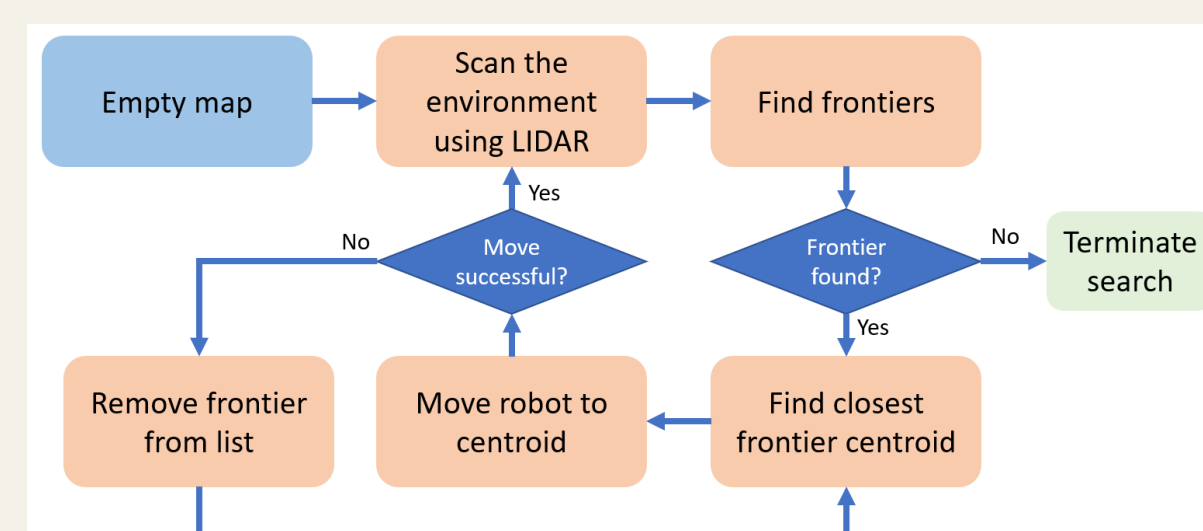 Empty map
Scan the
environment
using LIDAR
Find frontiers
Yes
No
Move
successful?
Frontier
found?
No
Terminate
search
Yes
Remove frontier
from list
Move robot to
centroid
Find closest
frontier centroid